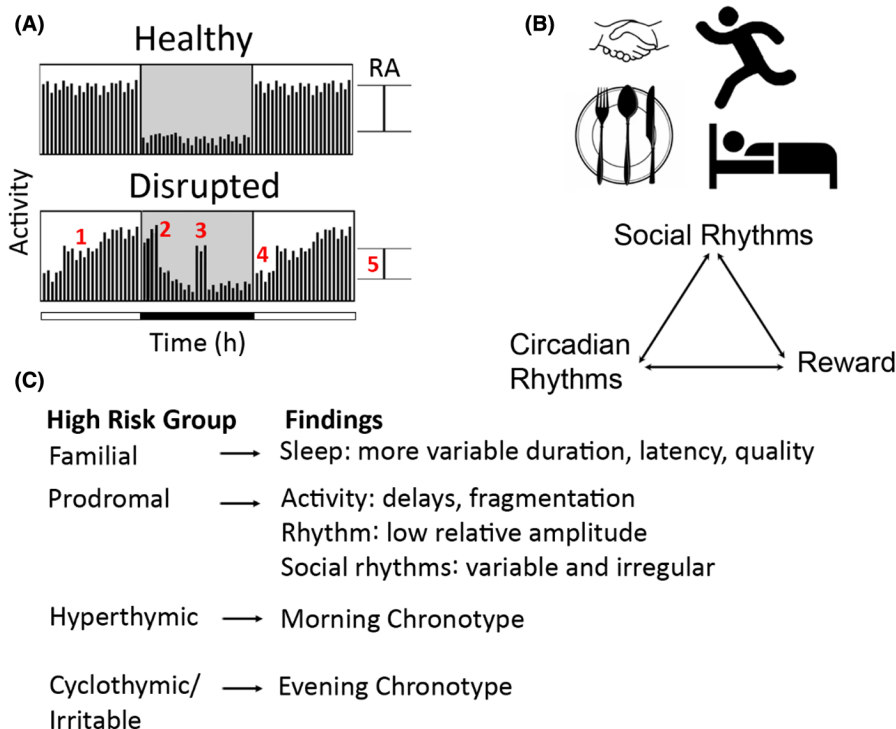 (A)
Healthy
RA
Activity
Disrupted
1
2
3
4
5
Time (h)
(B)
Social Rhythms
Circadian
Rhythms
Reward
(C)
High Risk Group Findings
Familial Sleep: more variable duration, latency, quality
Prodromal Activity: delays, fragmentation
Rhythm: low relative amplitude
Social rhythms: variable and irregular
Hyperthymic Morning Chronotype
Cyclothymic/ Evening Chronotype
Irritable